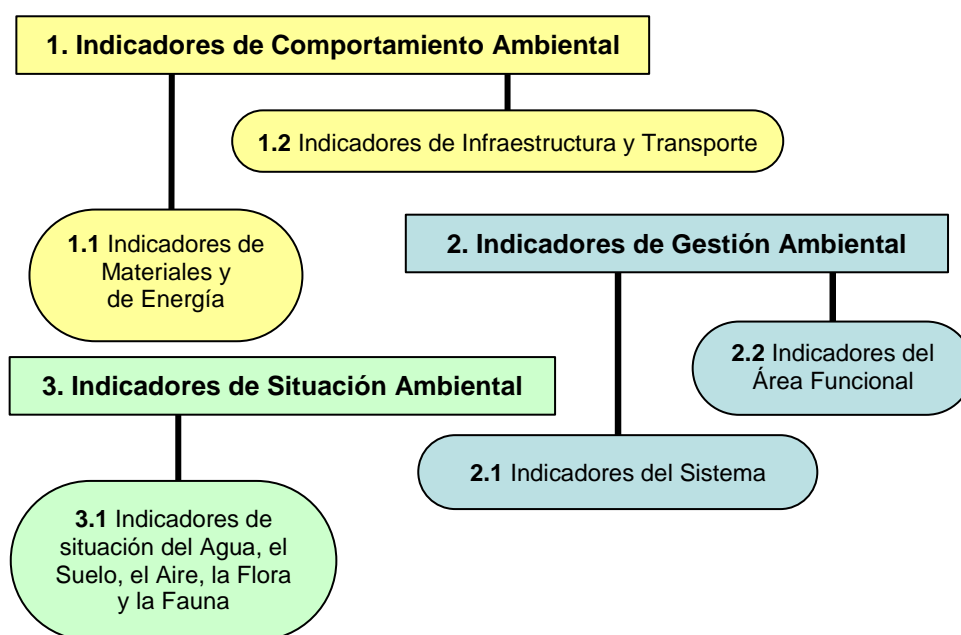 1. Indicadores de Comportamiento Ambiental
1.2 Indicadores de Infraestructura y Transporte
1.1 Indicadores de
Materiales y
de Energía
2. Indicadores de Gestión Ambiental
2.2 Indicadores del
Área Funcional
2.1 Indicadores del Sistema
3. Indicadores de Situación Ambiental
3.1 Indicadores de
situación del Agua, el
Suelo, el Aire, la Flora
y la Fauna